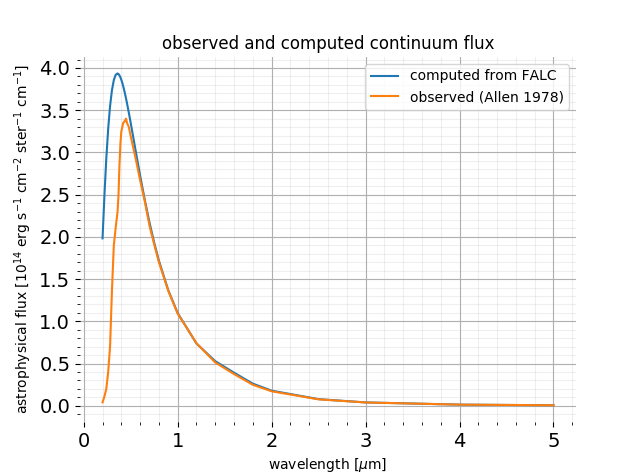 observed and computed continuum flux
computed from FALC
observed (Allen 1978)
astrophysical flux [10¹⁴ erg s⁻¹ cm⁻² ster⁻¹ cm⁻¹]
4.0
3.5
3.0
2.5
2.0
1.5
1.0
0.5
0.0
0 1 2 3 4 5
wavelength [μm]